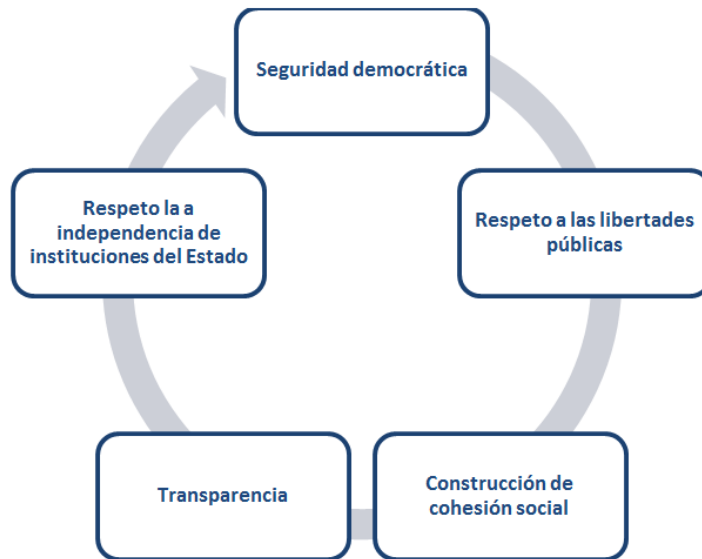 Seguridad democrática
Respeto a las libertades
públicas
Construcción de
cohesión social
Transparencia
Respeto la a
independencia de
instituciones del Estado